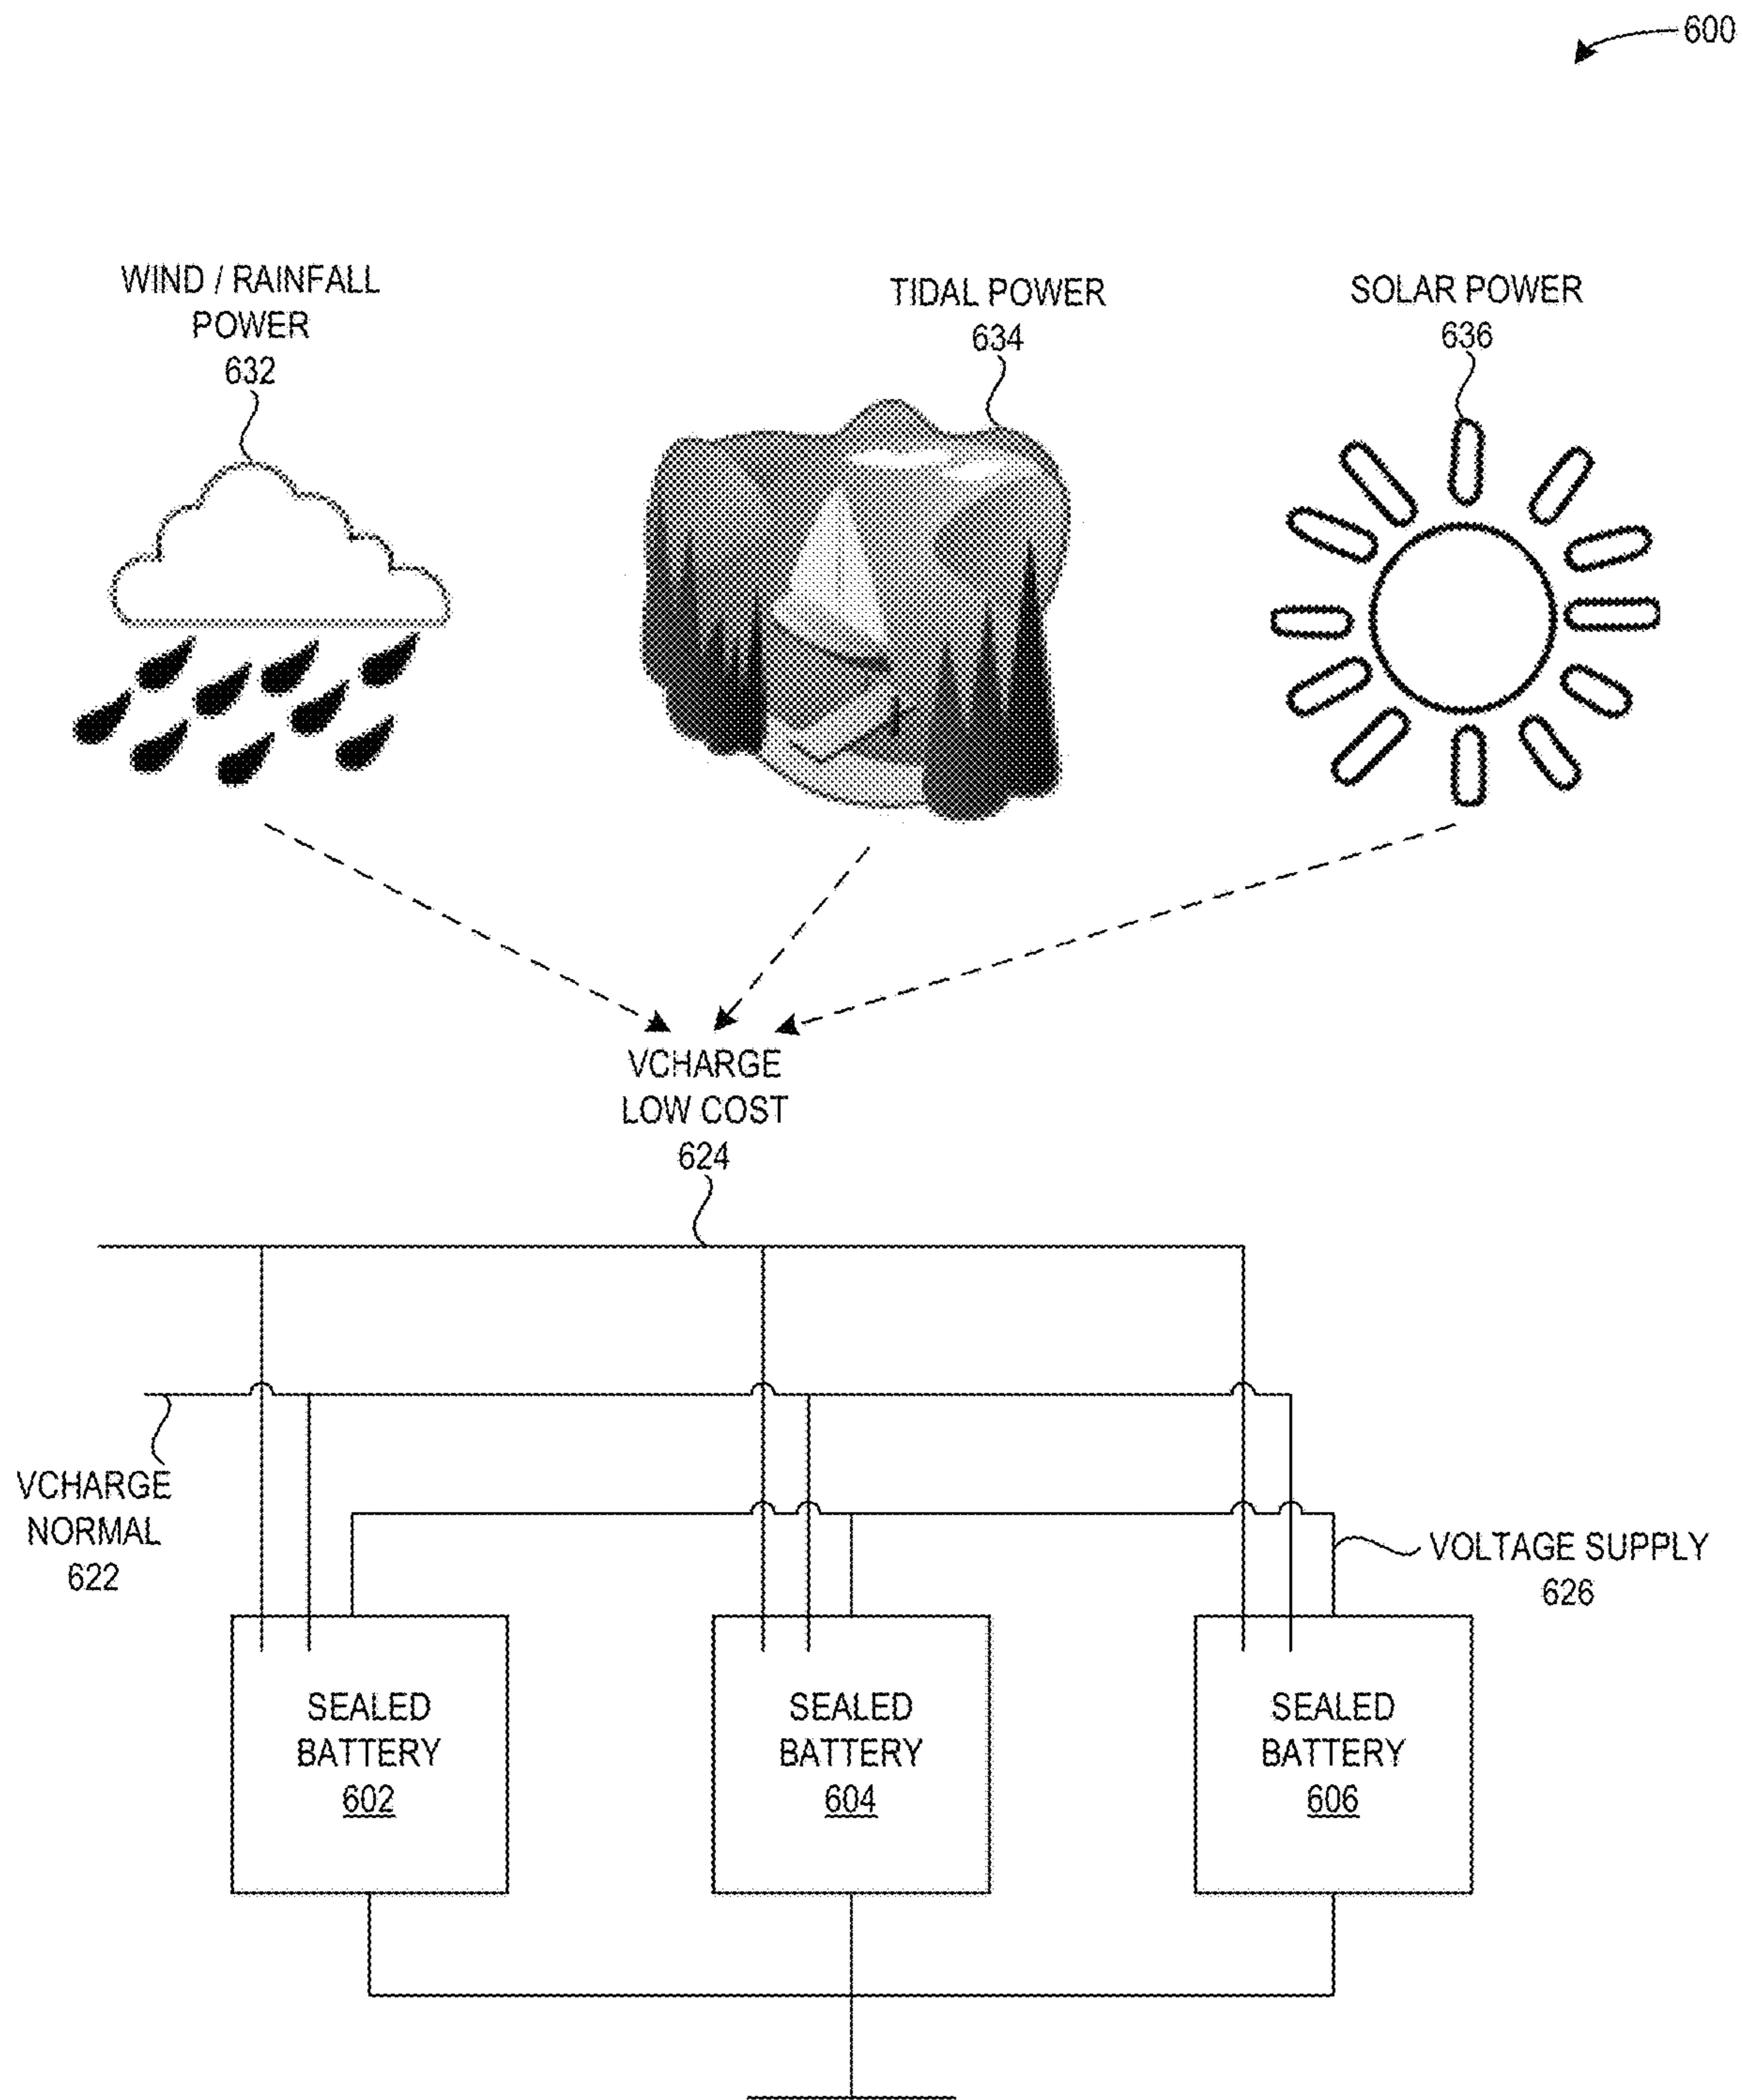 600
WIND / RAINFALL
POWER
632
TIDAL POWER
634
SOLAR POWER
636
VCHARGE
LOW COST
624
VCHARGE
NORMAL
622
VOLTAGE SUPPLY
626
SEALED
BATTERY
602
SEALED
BATTERY
604
SEALED
BATTERY
606